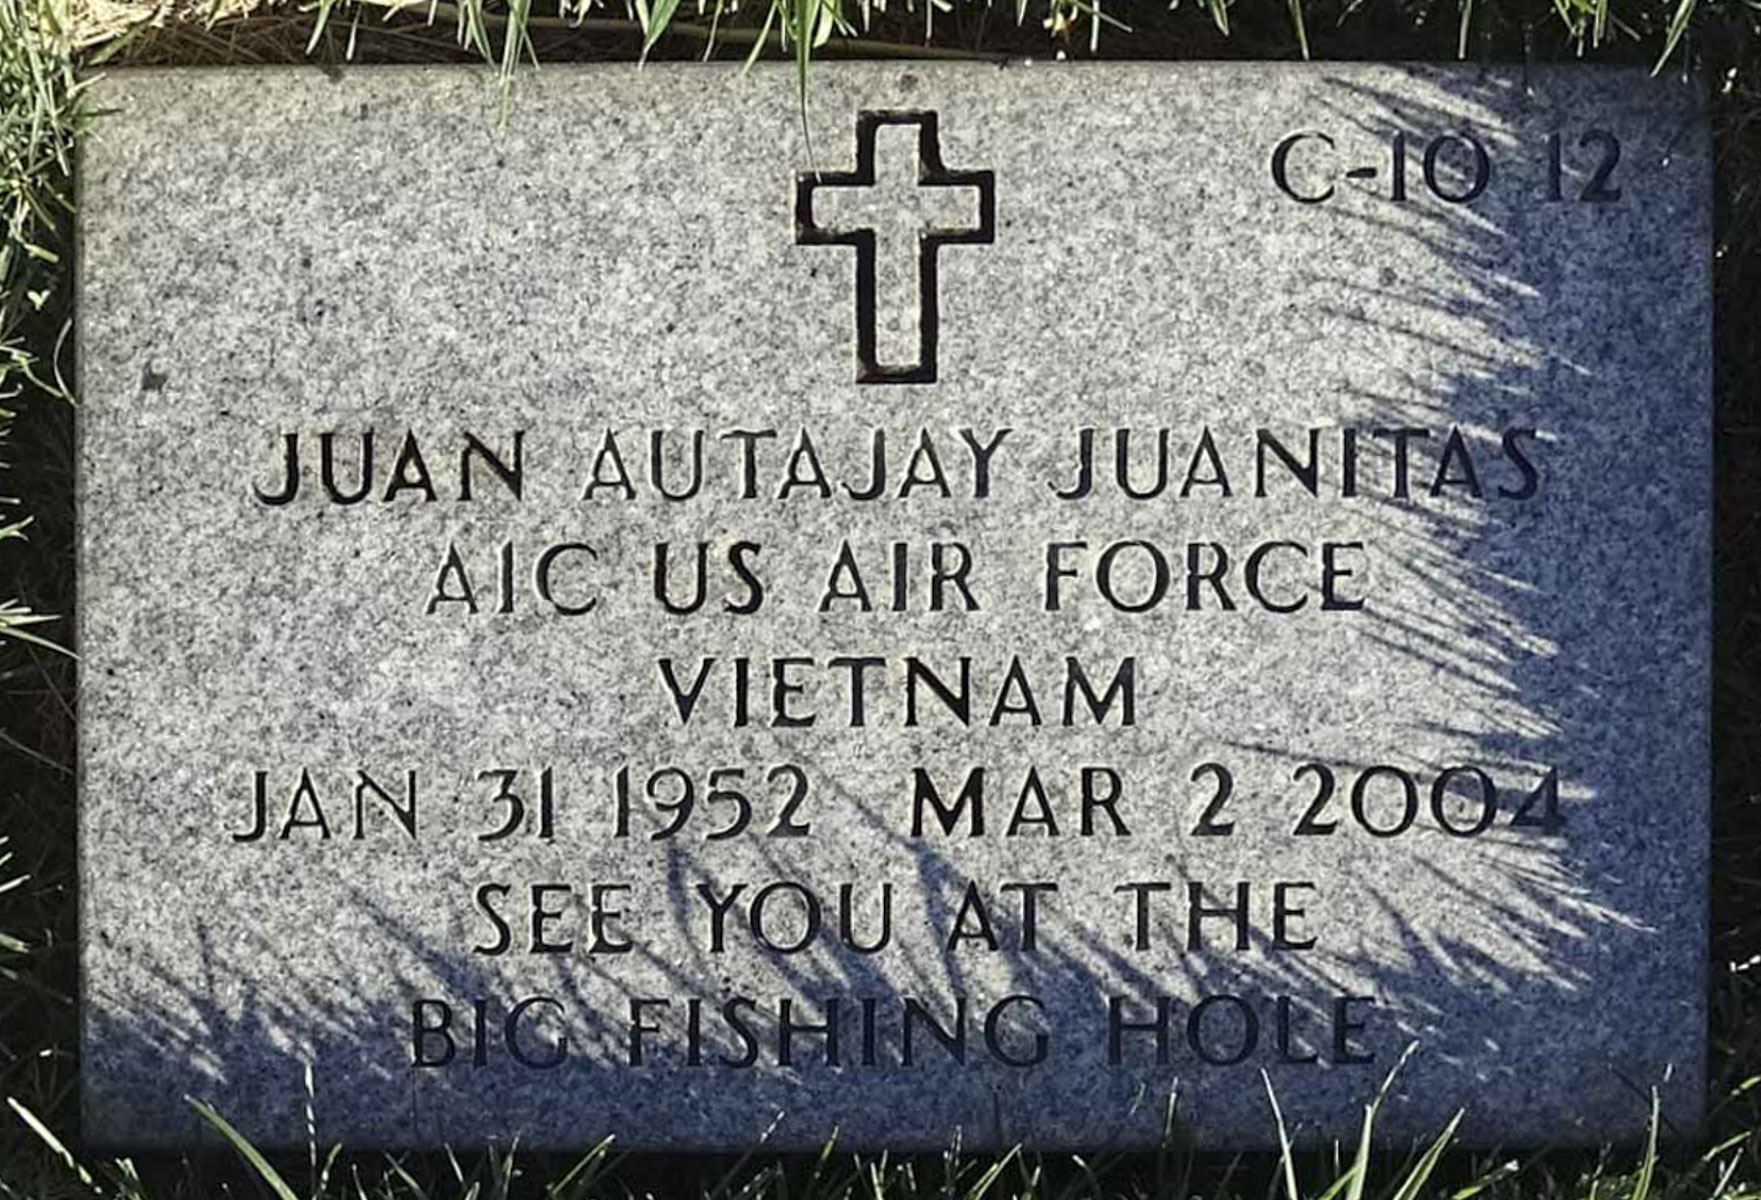 C-10 12
JUAN AUTAJAY JUANITAS
A1C US AIR FORCE
VIETNAM
JAN 31 1952 MAR 2 2004
SEE YOU AT THE
BIG FISHING HOLE